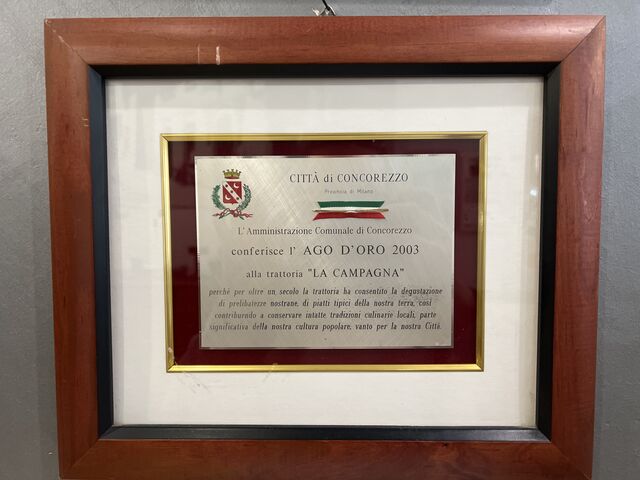 CITTÀ di CONCOREZZO
Provincia di Milano
L'Amministrazione Comunale di Concorezzo
conferisce l' AGO D'ORO 2003
alla trattoria "LA CAMPAGNA"
perché per oltre un secolo la trattoria ha consentito la degustazione
di prelibatezze nostrane, di piatti tipici della nostra terra, così
contribuendo a conservare intatte tradizioni culinarie locali, parte
significativa della nostra cultura popolare, vanto per la nostra Città.